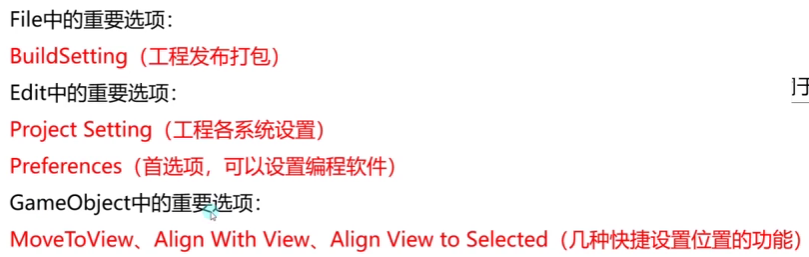 File中的重要选项：
BuildSetting（工程发布打包）
Edit中的重要选项：
Project Setting（工程各系统设置）
Preferences（首选项，可以设置编程软件）
GameObject中的重要选项：
MoveToView、Align With View、Align View to Selected（几种快捷设置位置的功能）